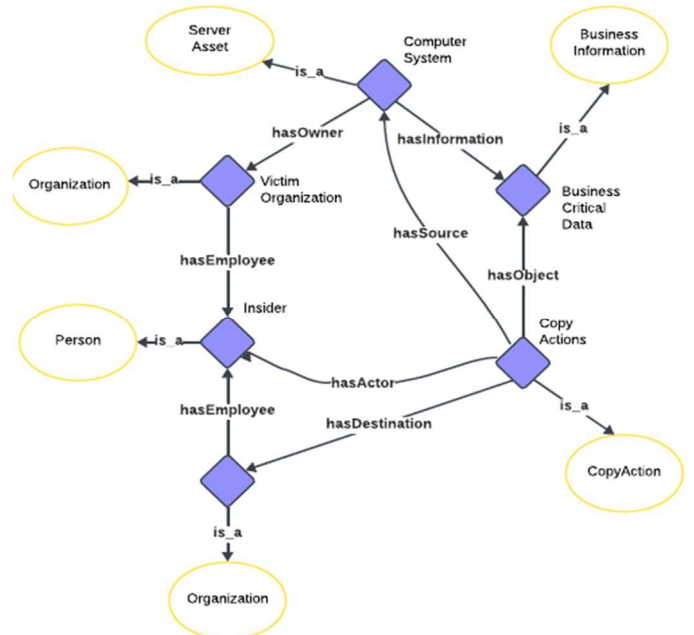 Server
Asset
Computer
System
Business
Information
is_a
is_a
hasOwner
hasInformation
Organization
is_a
Victim
Organization
Business
Critical
Data
hasSource
hasEmployee
hasObject
Insider
Copy
Actions
Person
is_a
hasActor
hasEmployee
is_a
hasDestination
CopyAction
is_a
Organization